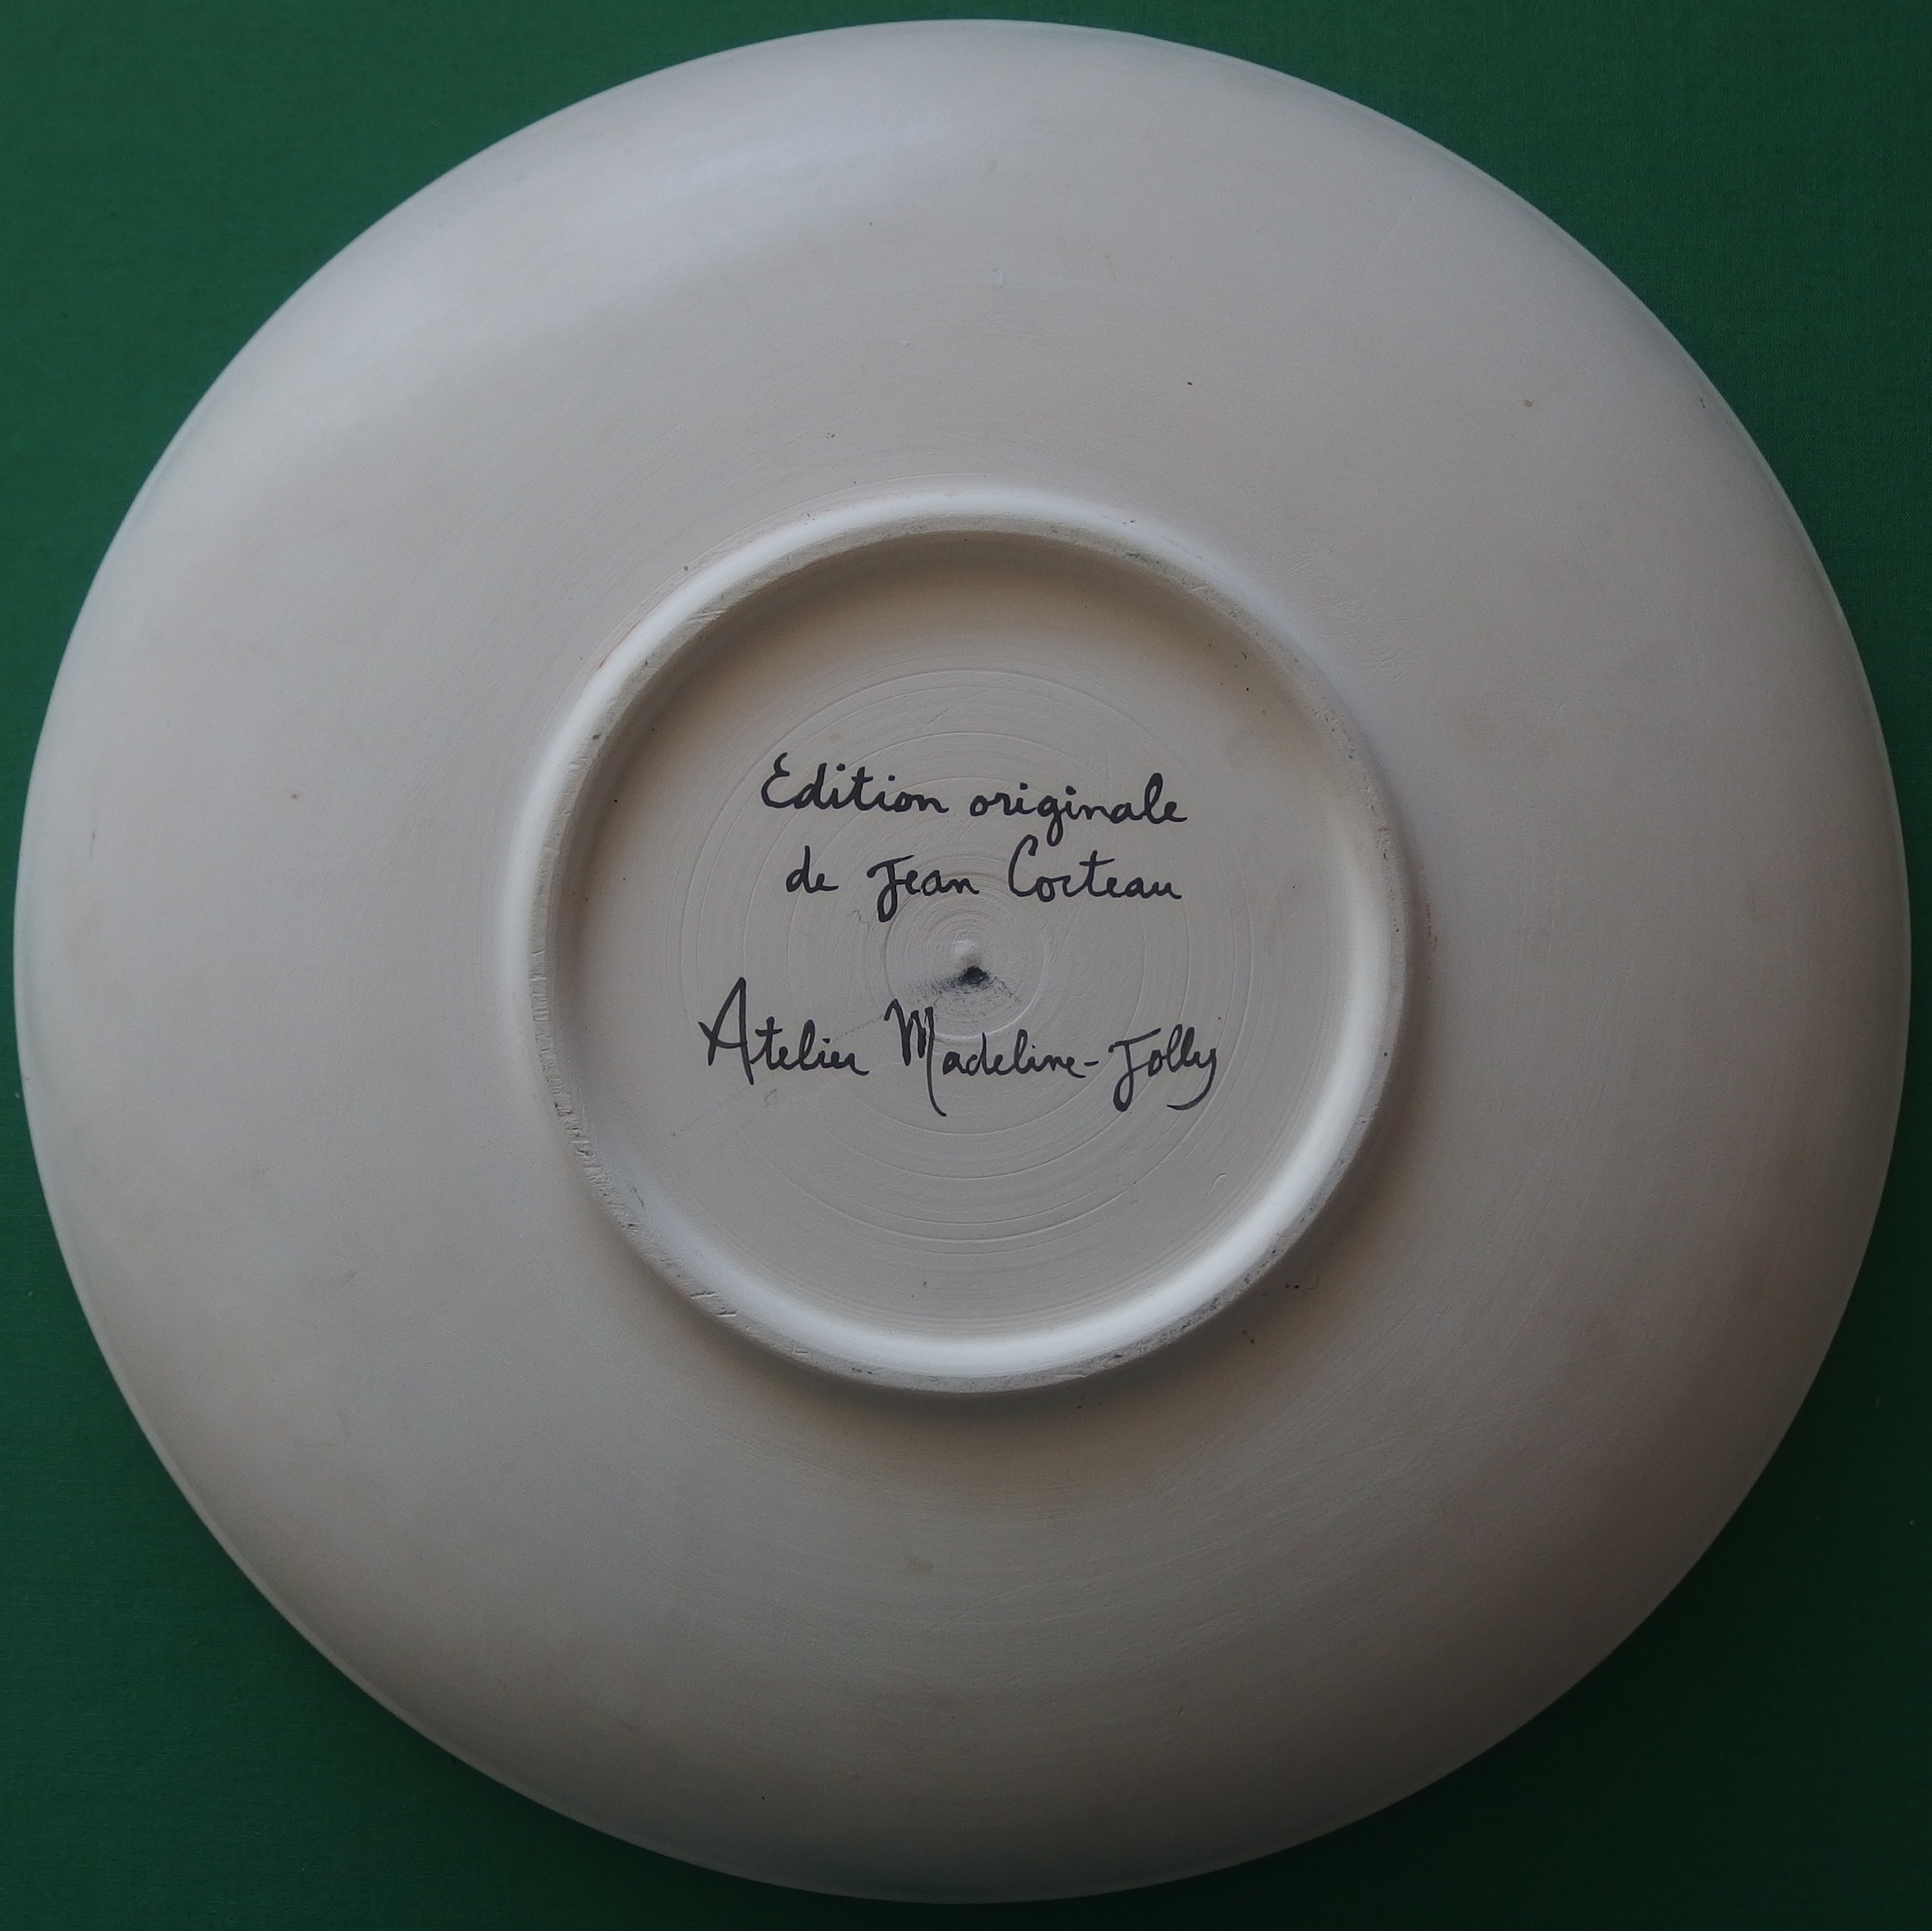 Edition originale
de Jean Cocteau
Atelier Madeline-Jolly